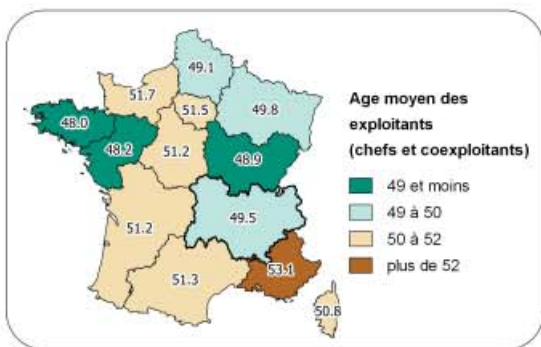 49.1
51.7
51.5
49.8
48.0
48.2
51.2
48.9
51.2
49.5
51.3
53.1
50.8
Age moyen des
exploitants
(chefs et coexploitants)
49 et moins
49 à 50
50 à 52
plus de 52